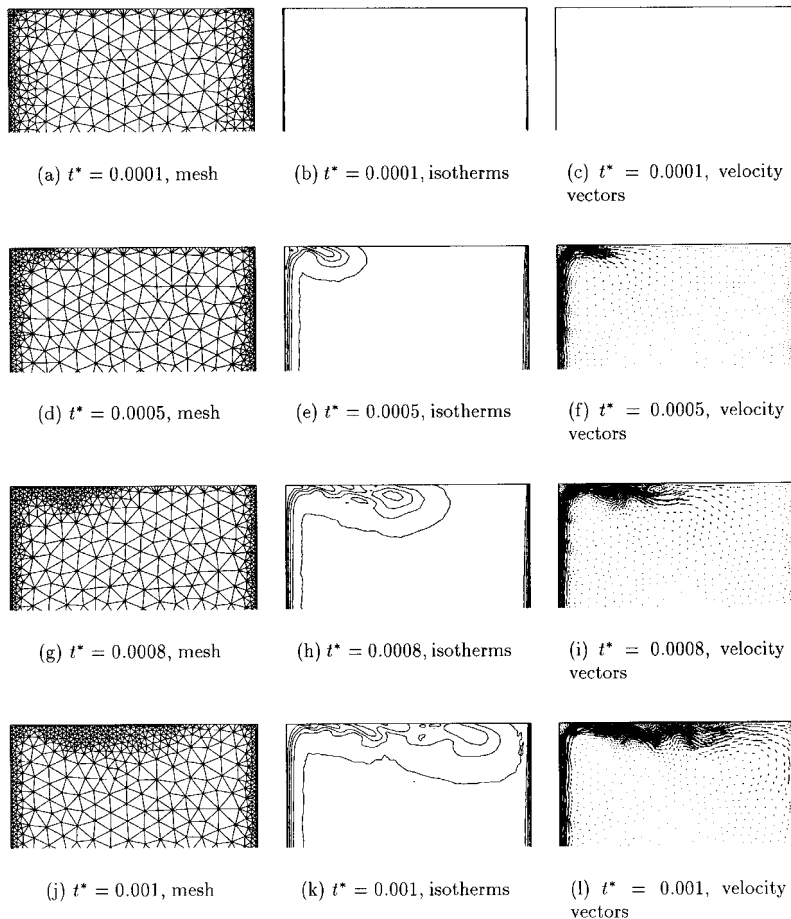 (a) t* = 0.0001, mesh
(b) t* = 0.0001, isotherms
(c) t* = 0.0001, velocity
vectors
(d) t* = 0.0005, mesh
(e) t* = 0.0005, isotherms
(f) t* = 0.0005, velocity
vectors
(g) t* = 0.0008, mesh
(h) t* = 0.0008, isotherms
(i) t* = 0.0008, velocity
vectors
(j) t* = 0.001, mesh
(k) t* = 0.001, isotherms
(l) t* = 0.001, velocity
vectors